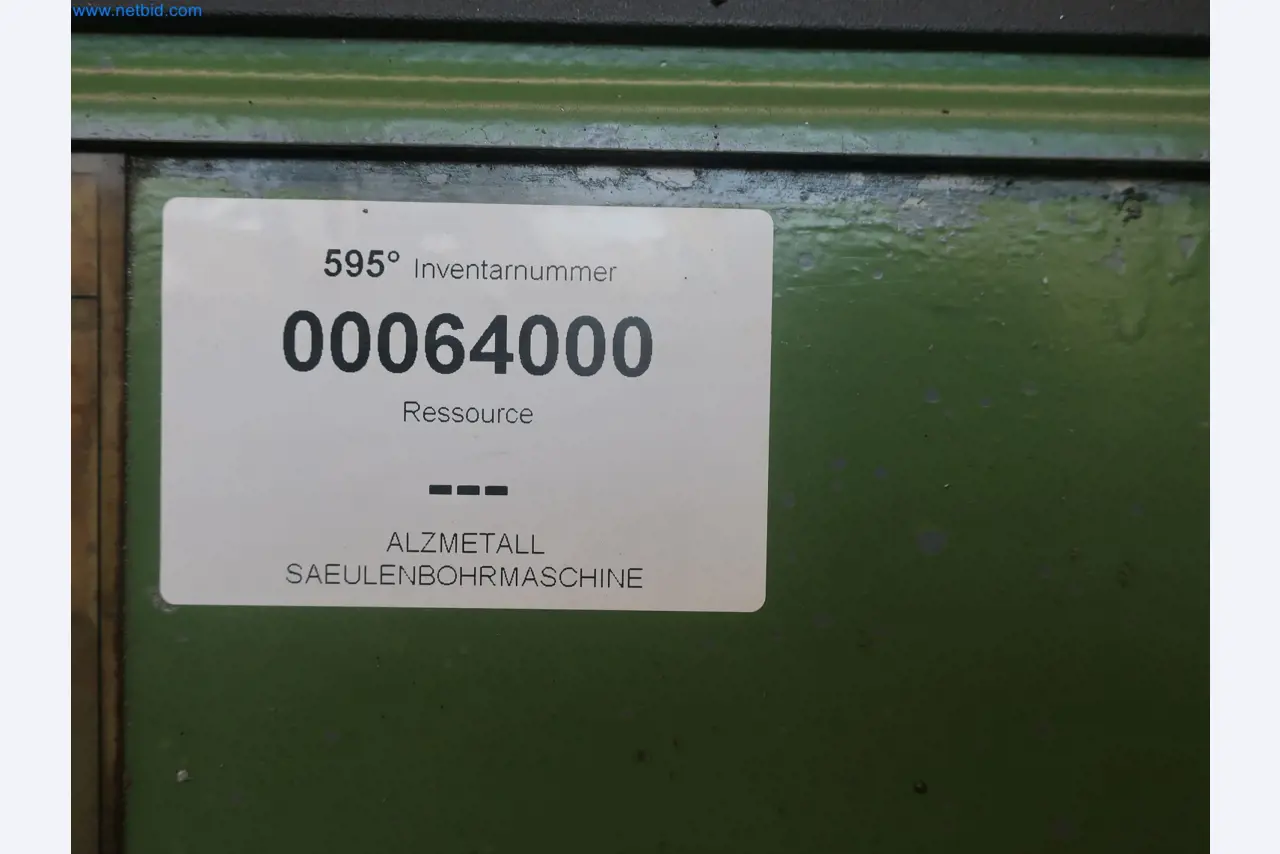 www.netbid.com
595° Inventarnummer
00064000
Ressource
---
ALZMETALL
SAEULENBOHRMASCHINE